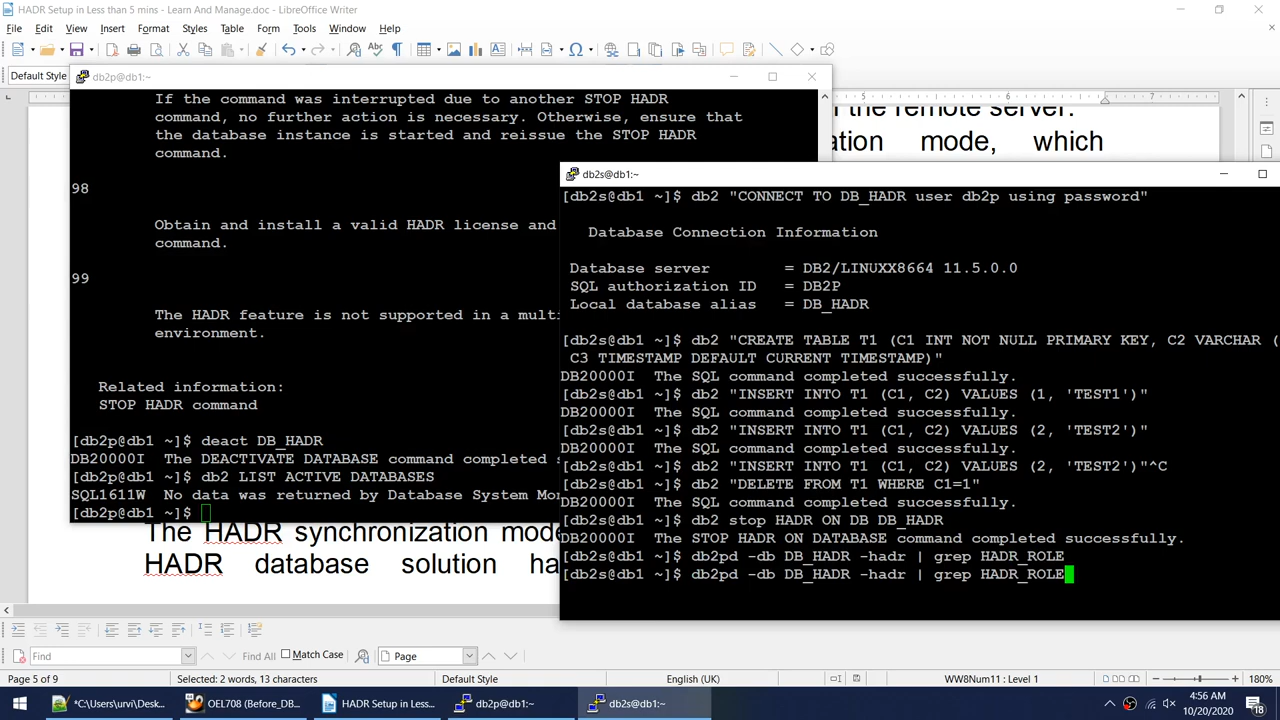 HADR Setup in Less than 5 mins - Learn And Manage.doc - LibreOffice Writer
File Edit View Insert Format Styles Table Form Tools Window Help
Default Style
5 6 7
db2p@db1:~
If the command was interrupted due to another STOP HADR
command, no further action is necessary. Otherwise, ensure that
the database instance is started and reissue the STOP HADR
command.
98
Obtain and install a valid HADR license and
command.
99
The HADR feature is not supported in a mult
environment.
Related information:
STOP HADR command
[db2p@db1 ~]$ deact DB_HADR
DB20000I  The DEACTIVATE DATABASE command completed s
[db2p@db1 ~]$ db2 LIST ACTIVE DATABASES
SQL1611W  No data was returned by Database System Mon
[db2p@db1 ~]$
the remote server.
mode, which
db2s@db1:~
[db2s@db1 ~]$ db2 "CONNECT TO DB_HADR user db2p using password"
Database Connection Information
Database server = DB2/LINUXX8664 11.5.0.0
SQL authorization ID = DB2P
Local database alias = DB_HADR
[db2s@db1 ~]$ db2 "CREATE TABLE T1 (C1 INT NOT NULL PRIMARY KEY, C2 VARCHAR (
C3 TIMESTAMP DEFAULT CURRENT TIMESTAMP)"
DB20000I  The SQL command completed successfully.
[db2s@db1 ~]$ db2 "INSERT INTO T1 (C1, C2) VALUES (1, 'TEST1')"
DB20000I  The SQL command completed successfully.
[db2s@db1 ~]$ db2 "INSERT INTO T1 (C1, C2) VALUES (2, 'TEST2')"
DB20000I  The SQL command completed successfully.
[db2s@db1 ~]$ db2 "INSERT INTO T1 (C1, C2) VALUES (2, 'TEST2')"^C
[db2s@db1 ~]$ db2 "DELETE FROM T1 WHERE C1=1"
DB20000I  The SQL command completed successfully.
[db2s@db1 ~]$ db2 stop HADR ON DB DB_HADR
DB20000I  The STOP HADR ON DATABASE command completed successfully.
[db2s@db1 ~]$ db2pd -db DB_HADR -hadr | grep HADR_ROLE
[db2s@db1 ~]$ db2pd -db DB_HADR -hadr | grep HADR_ROLE
The HADR synchronization mode
HADR database solution ha
Find Find All Match Case Page
Page 5 of 9 Selected: 2 words, 13 characters Default Style English (UK) WW8Num11 : Level 1 180%
*C:\Users\urvi\Desk... OEL708 (Before_DB... HADR Setup in Less... db2p@db1:~ db2s@db1:~
4:56 AM
10/20/2020
18